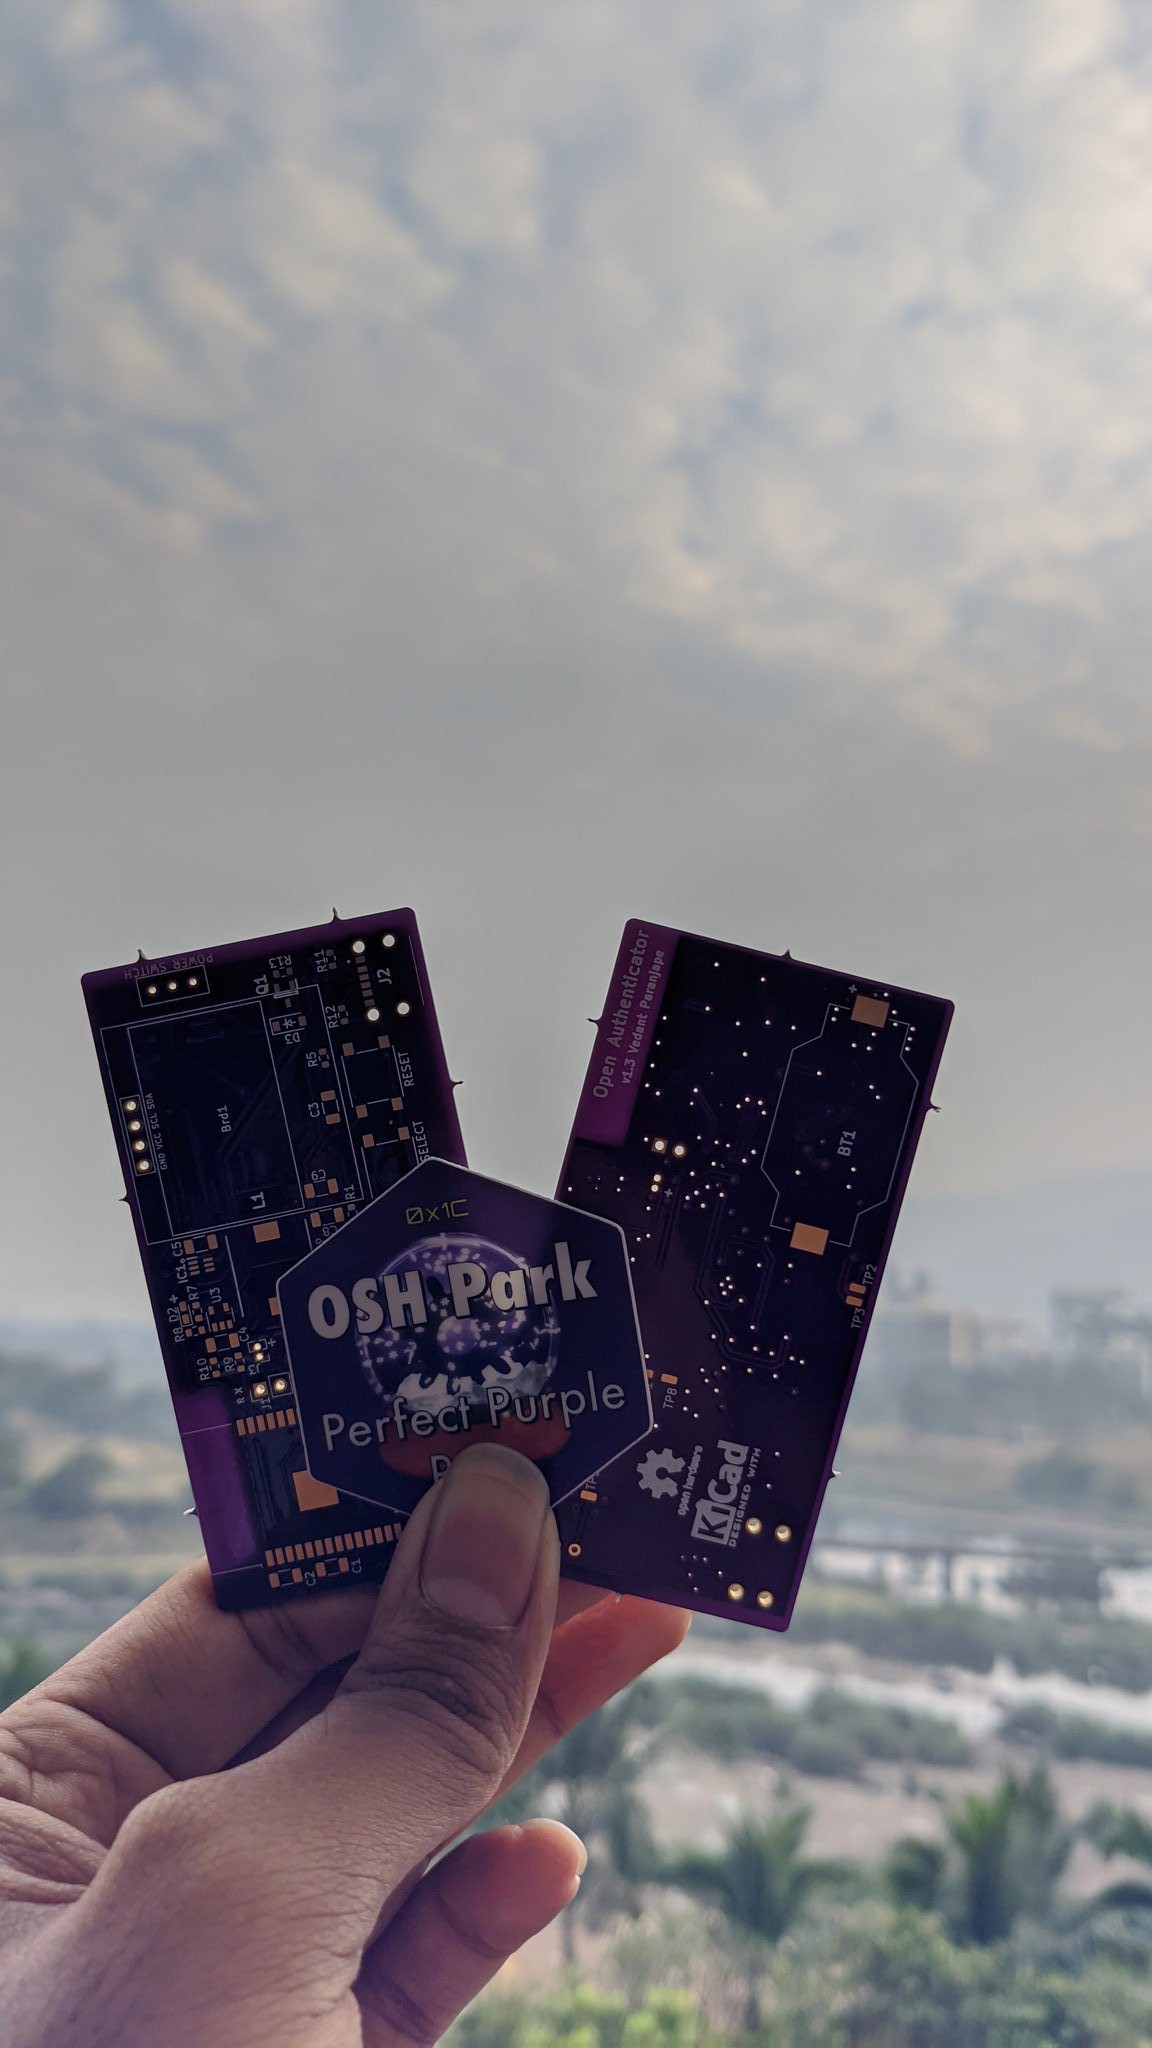 POWER SWITCH
R13
Q1
R11
J2
D3
R12
R5
RESET
C3
Brd1
GND VCC SCL SDA
SELECT
L1
C9
R1
C5
IC1
R7
U3
D2 +
R8
C4
R10
R9
R X
J1
C2
C1
0x1C
OSH Park
Perfect Purple
Open Authenticator
v1.3 Vedant Paranjape
+
BT1
+
TP2
TP3
TP8
open hardware
KiCad
DESIGNED WITH